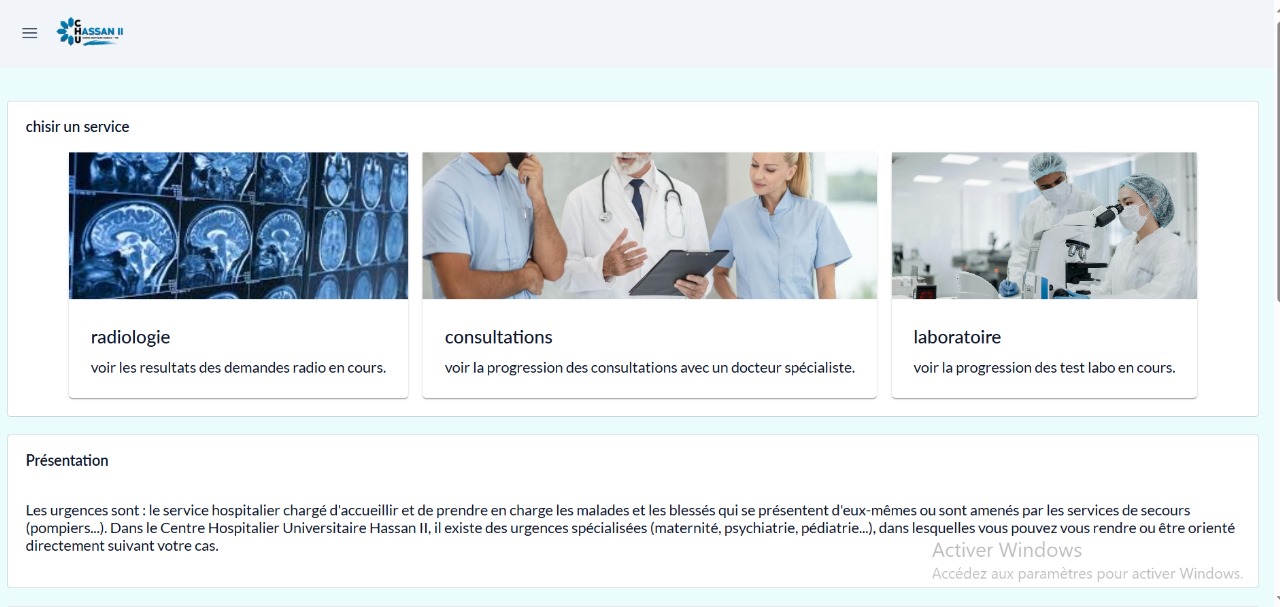 CHU
HASSAN II
chisir un service
radiologie
voir les resultats des demandes radio en cours.
consultations
voir la progression des consultations avec un docteur spécialiste.
laboratoire
voir la progression des test labo en cours.
Présentation
Les urgences sont : le service hospitalier chargé d'accueillir et de prendre en charge les malades et les blessés qui se présentent d'eux-mêmes ou sont amenés par les services de secours
(pompiers...). Dans le Centre Hospitalier Universitaire Hassan II, il existe des urgences spécialisées (maternité, psychiatrie, pédiatrie...), dans lesquelles vous pouvez vous rendre ou être orienté
directement suivant votre cas.
Activer Windows
Accédez aux paramètres pour activer Windows.